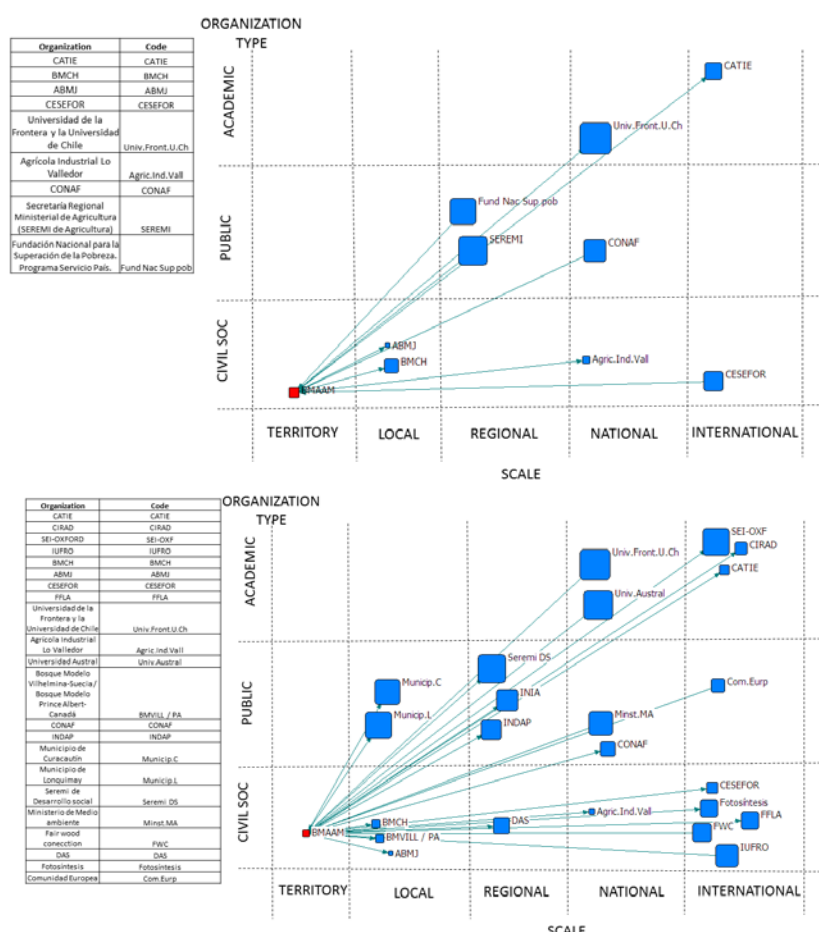 ORGANIZATION
TYPE
Organization Code
CATIE CATIE
BMCH BMCH
ABMJ ABMJ
CESEFOR CESEFOR
Universidad de la
Frontera y la Universidad
de Chile Univ.Front.U.Ch
Agrícola Industrial Lo
Valledor Agric.Ind.Vall
CONAF CONAF
Secretaría Regional
Ministerial de Agricultura
(SEREMI de Agricultura) SEREMI
Fundación Nacional para la
Superación de la Pobreza.
Programa Servicio País. Fund Nac Sup pob
ACADEMIC
PUBLIC
CIVIL SOC
CATIE
Univ.Front.U.Ch
Fund Nac Sup pob
SEREMI
CONAF
ABMJ
BMCH
Agric.Ind.Vall
CESEFOR
BMAAM
TERRITORY LOCAL REGIONAL NATIONAL INTERNATIONAL
SCALE
ORGANIZATION
TYPE
Organization Code
CATIE CATIE
CIRAD CIRAD
SEI-OXFORD SEI-OXF
IUFRO IUFRO
BMCH BMCH
ABMJ ABMJ
CESEFOR CESEFOR
FFLA FFLA
Universidad de la
Frontera y la
Universidad de Chile Univ.Front.U.Ch
Agrícola Industrial
Lo Valledor Agric.Ind.Vall
Universidad Austral Univ.Austral
Bosque Modelo
Vilhelmina-Suecia/
Bosque Modelo
Prince Albert-
Canadá BMVILL / PA
CONAF CONAF
INDAP INDAP
Municipio de
Curacautín Municip.C
Municipio de
Lonquimay Municip.L
Seremi de
Desarrollo social Seremi DS
Ministerio de Medio
ambiente Minst.MA
Fair wood
conecction FWC
DAS DAS
Fotosíntesis Fotosíntesis
Comunidad Europea Com.Eurp
ACADEMIC
PUBLIC
CIVIL SOC
SEI-OXF
CIRAD
CATIE
Univ.Front.U.Ch
Univ.Austral
Seremi DS
Municip.C
INIA
Com.Eurp
Municip.L
INDAP
Minst.MA
CONAF
CESEFOR
Fotosíntesis
Agric.Ind.Vall
FFLA
BMCH
DAS
BMAAM
FWC
BMVILL / PA
ABMJ
IUFRO
TERRITORY LOCAL REGIONAL NATIONAL INTERNATIONAL
SCALE